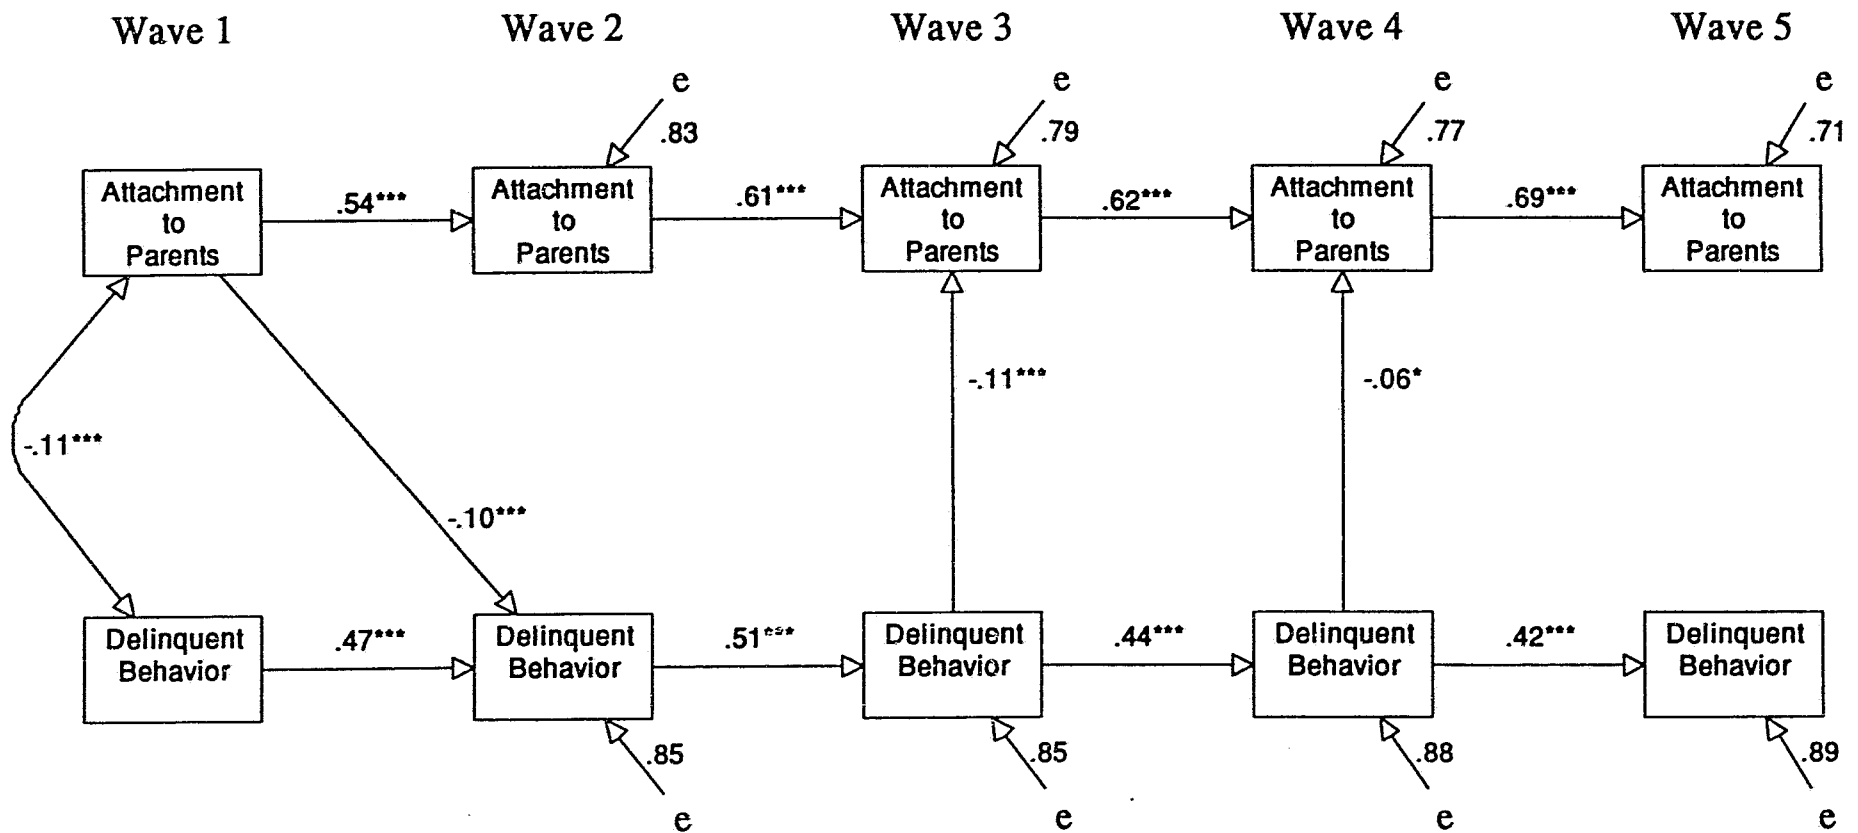 Wave 1
Wave 2
Wave 3
Wave 4
Wave 5
e
e
e
e
.83
.79
.77
.71
Attachment
to
Parents
.54***
Attachment
to
Parents
.61***
Attachment
to
Parents
.62***
Attachment
to
Parents
.69***
Attachment
to
Parents
-.11***
-.10***
-.11***
-.06*
Delinquent
Behavior
.47***
Delinquent
Behavior
.51***
Delinquent
Behavior
.44***
Delinquent
Behavior
.42***
Delinquent
Behavior
.85
.85
.88
.89
e
e
e
e